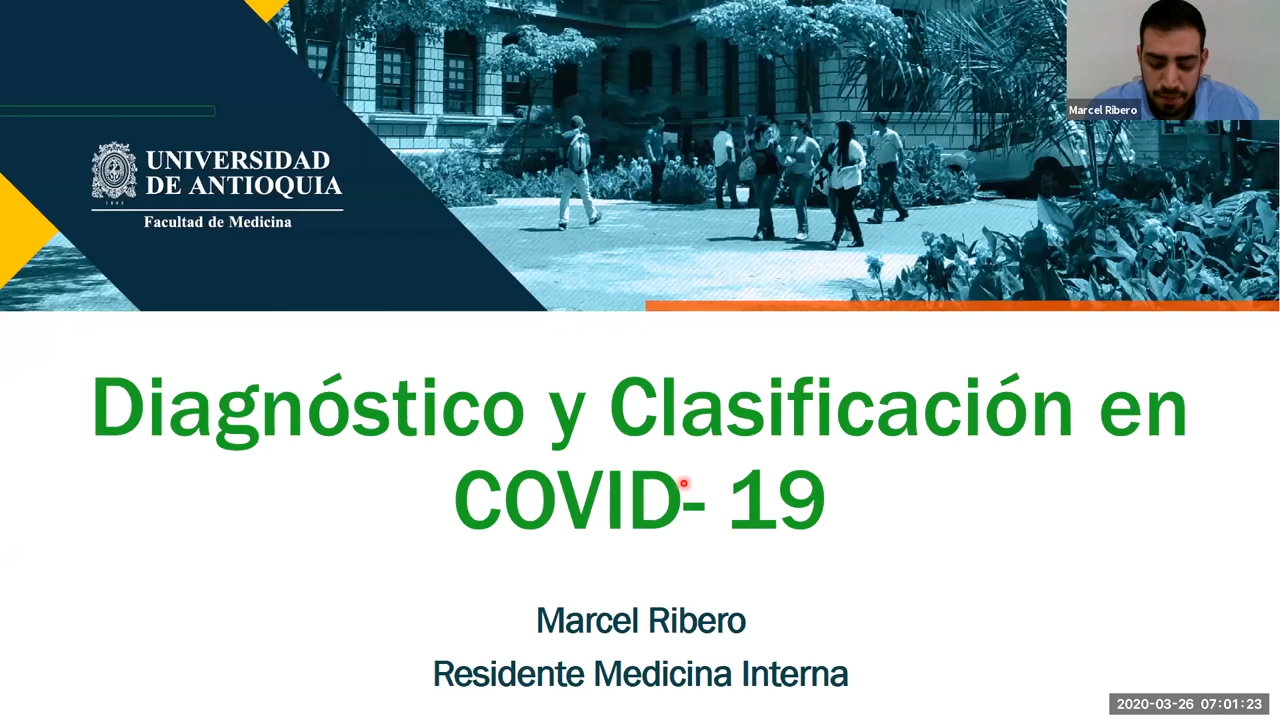 Marcel Ribero
UNIVERSIDAD
DE ANTIOQUIA
1803
Facultad de Medicina
Diagnóstico y Clasificación en
COVID- 19
Marcel Ribero
Residente Medicina Interna
2020-03-26 07:01:23